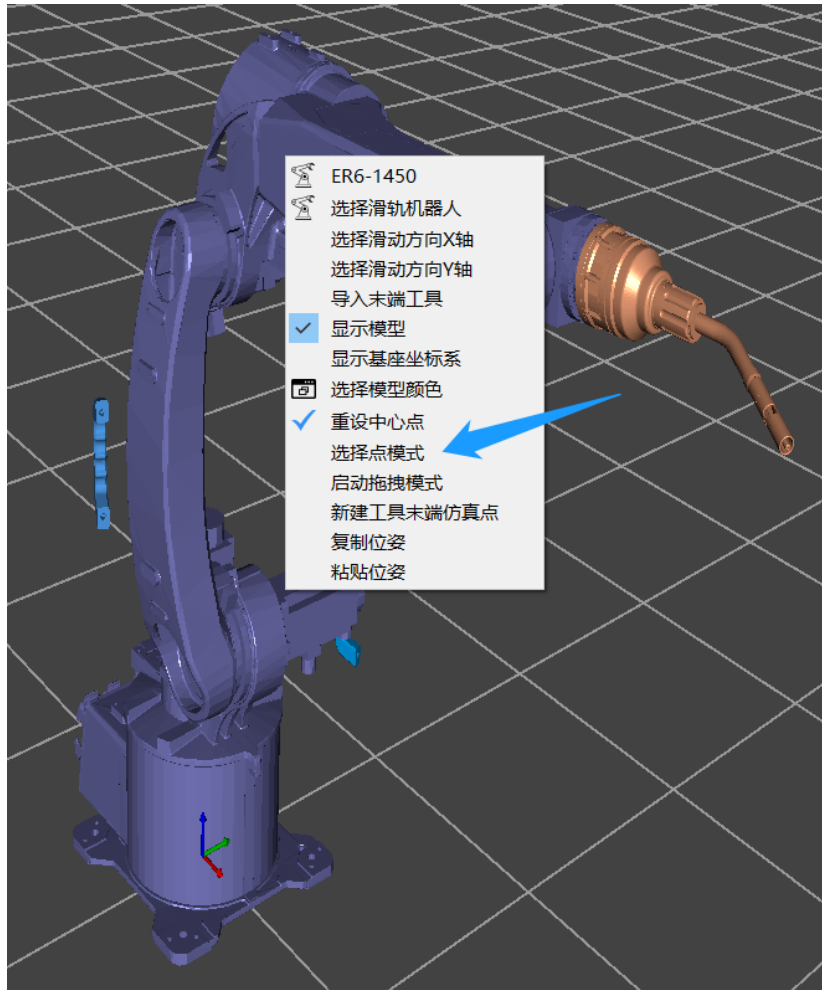 ER6-1450
选择滑轨机器人
选择滑动方向X轴
选择滑动方向Y轴
导入末端工具
显示模型
显示基座坐标系
选择模型颜色
重设中心点
选择点模式
启动拖拽模式
新建工具末端仿真点
复制位姿
粘贴位姿